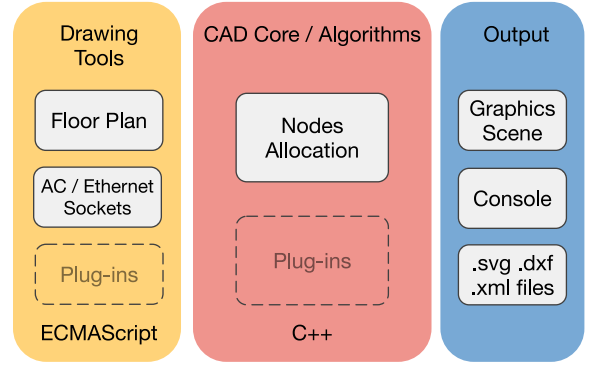 Drawing
Tools
Floor Plan
AC / Ethernet
Sockets
Plug-ins
ECMAScript
CAD Core / Algorithms
Nodes
Allocation
Plug-ins
C++
Output
Graphics
Scene
Console
.svg .dxf
.xml files